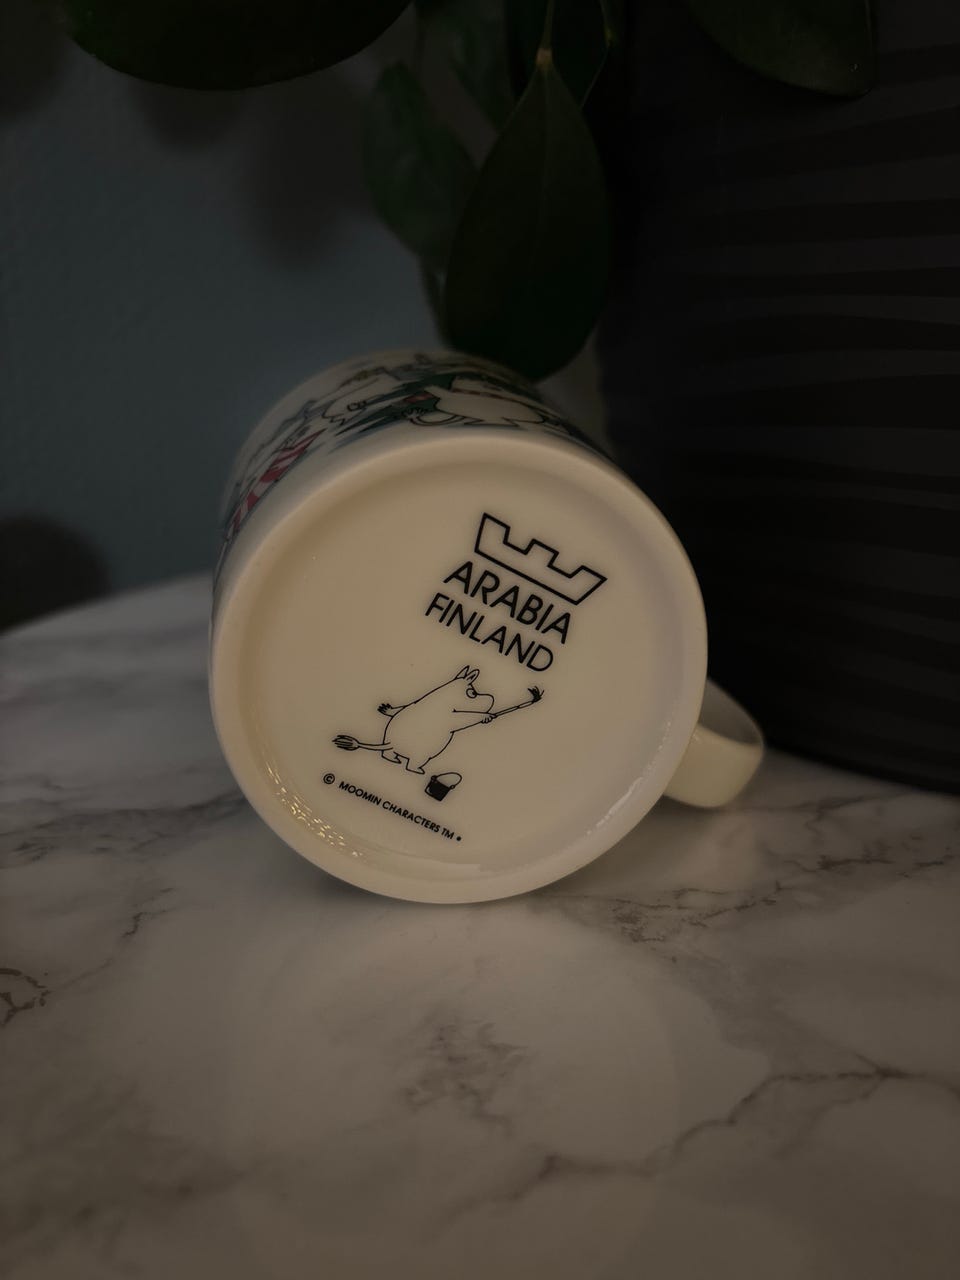 ARABIA
FINLAND
© MOOMIN CHARACTERS TM •